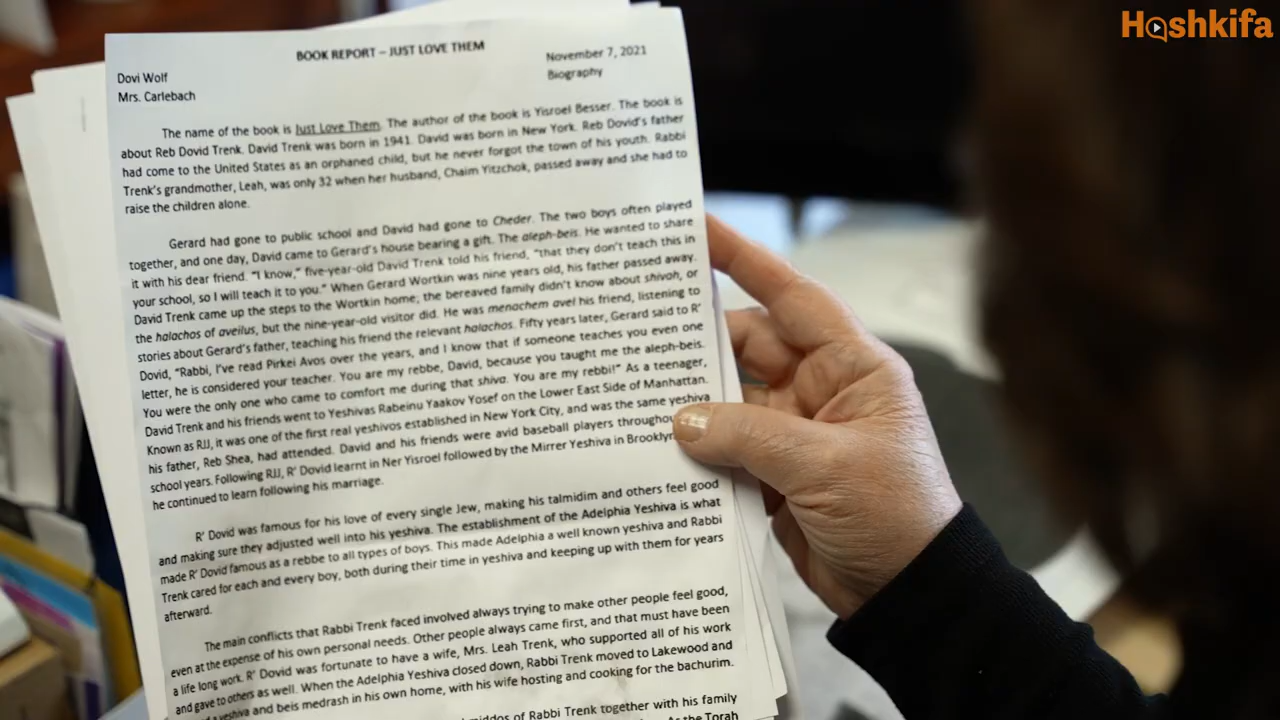 Hoshkifa
BOOK REPORT – JUST LOVE THEM
Dovi Wolf
November 7, 2021
Mrs. Carlebach
Biography
The name of the book is Just Love Them. The author of the book is Yisroel Besser. The book is
about Reb Dovid Trenk. David Trenk was born in 1941. David was born in New York. Reb Dovid's father
had come to the United States as an orphaned child, but he never forgot the town of his youth. Rabbi
Trenk's grandmother, Leah, was only 32 when her husband, Chaim Yitzchok, passed away and she had to
raise the children alone.
Gerard had gone to public school and David had gone to Cheder. The two boys often played
together, and one day, David came to Gerard's house bearing a gift. The aleph-beis. He wanted to share
it with his dear friend. "I know," five-year-old David Trenk told his friend, "that they don't teach this in
your school, so I will teach it to you." When Gerard Wortkin was nine years old, his father passed away.
David Trenk came up the steps to the Wortkin home; the bereaved family didn't know about shivah, or
the halachos of aveilus, but the nine-year-old visitor did. He was menachem avel his friend, listening to
stories about Gerard's father, teaching his friend the relevant halachos. Fifty years later, Gerard said to R'
Dovid, "Rabbi, I've read Pirkei Avos over the years, and I know that if someone teaches you even one
letter, he is considered your teacher. You are my rebbe, David, because you taught me the aleph-beis.
You were the only one who came to comfort me during that shiva. You are my rebbi!" As a teenager,
David Trenk and his friends went to Yeshivas Rabeinu Yaakov Yosef on the Lower East Side of Manhattan.
Known as RJJ, it was one of the first real yeshivos established in New York City, and was the same yeshiva
his father, Reb Shea, had attended. David and his friends were avid baseball players throughou
school years. Following RJJ, R' Dovid learnt in Ner Yisroel followed by the Mirrer Yeshiva in Brooklyn
he continued to learn following his marriage.
R' Dovid was famous for his love of every single Jew, making his talmidim and others feel good
and making sure they adjusted well into his yeshiva. The establishment of the Adelphia Yeshiva is what
made R' Dovid famous as a rebbe to all types of boys. This made Adelphia a well known yeshiva and Rabbi
Trenk cared for each and every boy, both during their time in yeshiva and keeping up with them for years
afterward.
The main conflicts that Rabbi Trenk faced involved always trying to make other people feel good,
even at the expense of his own personal needs. Other people always came first, and that must have been
a life long work. R' Dovid was fortunate to have a wife, Mrs. Leah Trenk, who supported all of his work
and gave to others as well. When the Adelphia Yeshiva closed down, Rabbi Trenk moved to Lakewood and
yeshiva and beis medrash in his own home, with his wife hosting and cooking for the bachurim.
middos of Rabbi Trenk together with his family
As the Torah